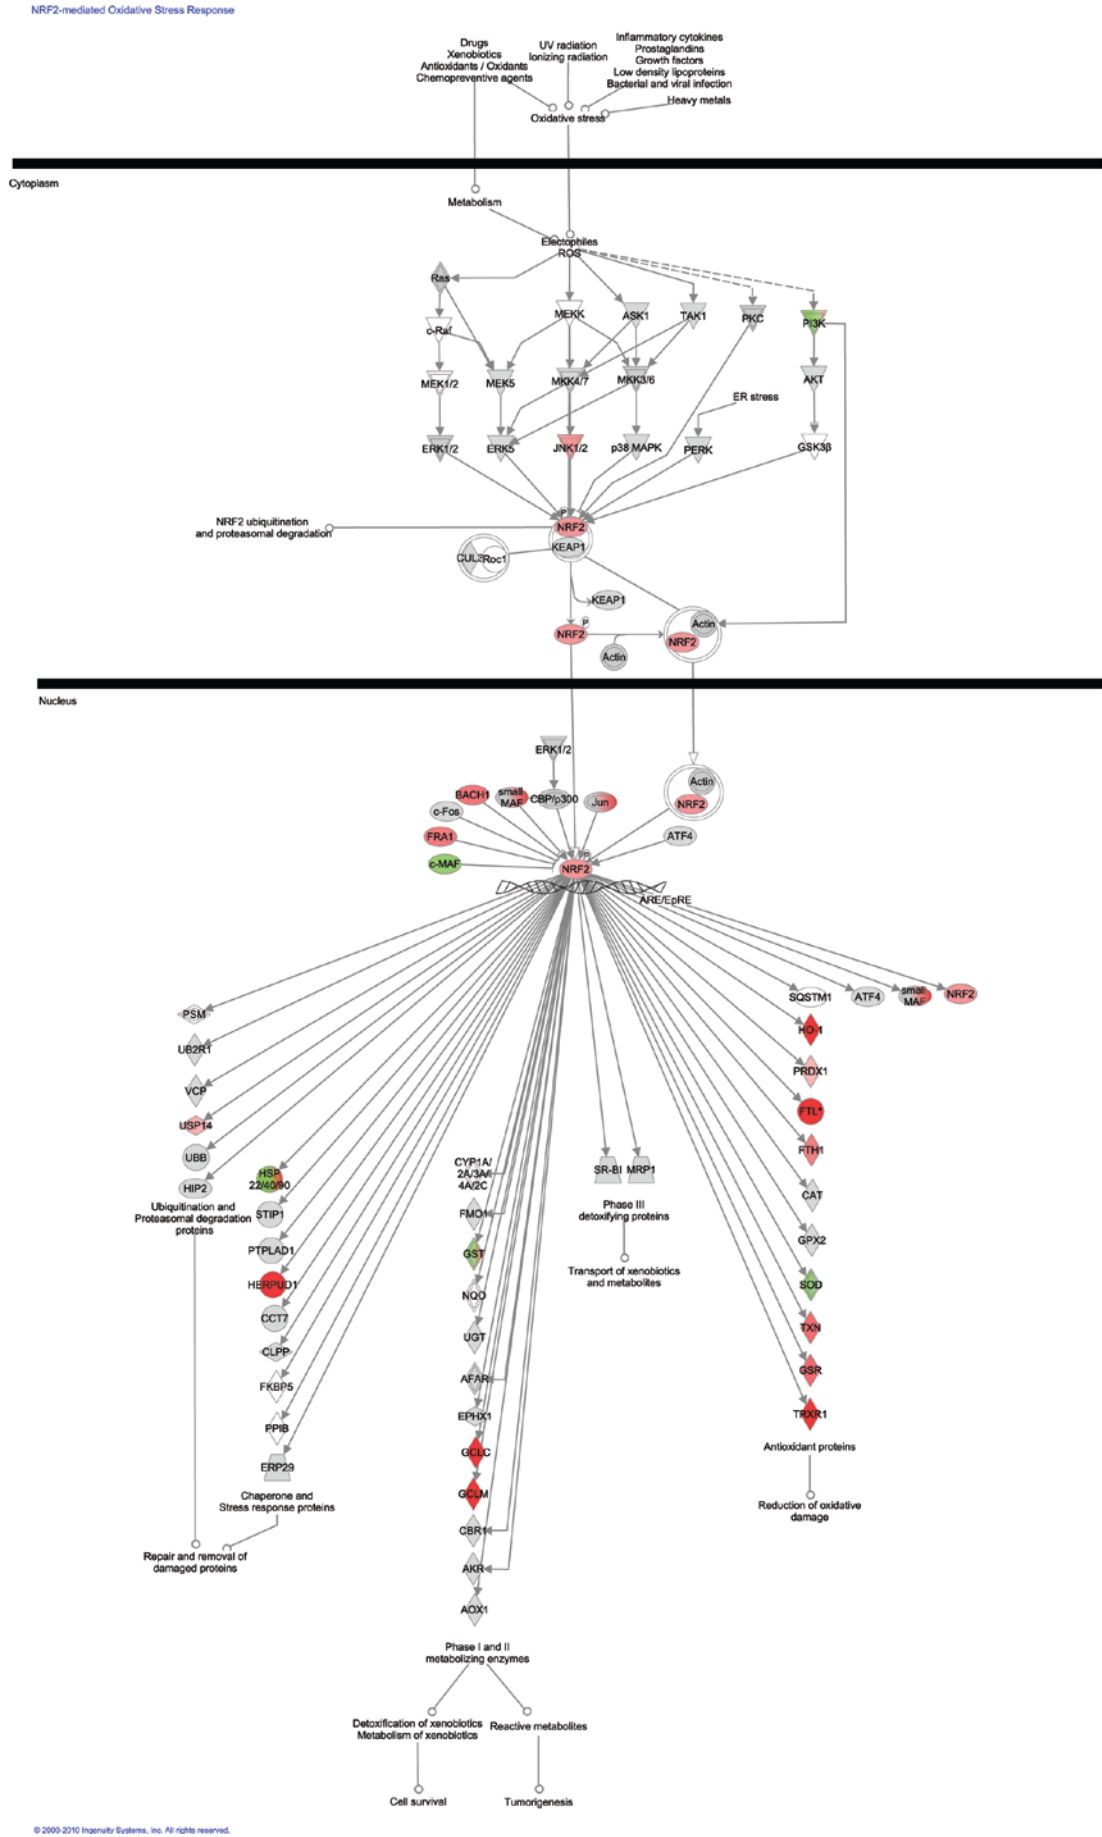 NRF2-mediated Oxidative Stress Response
Drugs
Xenobiotics
Antioxidants / Oxidants
Chemopreventive agents
UV radiation
Ionizing radiation
Inflammatory cytokines
Prostaglandins
Growth factors
Low density lipoproteins
Bacterial and viral infection
Heavy metals
Oxidative stress
Cytoplasm
Metabolism
Electophiles
ROS
Ras
c-Raf
MEKK
ASK1
TAK1
PKC
PI3K
MEK1/2
MEK5
MKK4/7
MKK3/6
AKT
ER stress
ERK1/2
ERK5
JNK1/2
p38 MAPK
PERK
GSK3β
P
NRF2
KEAP1
NRF2 ubiquitination
and proteasomal degradation
CUL3
Roc1
KEAP1
P
NRF2
Actin
Actin
NRF2
Nucleus
ERK1/2
BACH1
small
MAF
CBP/p300
Jun
Actin
NRF2
c-Fos
FRA1
c-MAF
ATF4
P
NRF2
ARE/EpRE
PSM
UB2R1
VCP
USP14
UBB
HIP2
Ubiquitination and
Proteasomal degradation
proteins
HSP
22/40/90
STIP1
PTPLAD1
HERPUD1
CCT7
CLPP
FKBP5
PPIB
ERP29
Chaperone and
Stress response proteins
Repair and removal of
damaged proteins
CYP1A/
2A/3A/
4A/2C
FMO1
GST
NQO
UGT
AFAR
EPHX1
GCLC
GCLM
CBR1
AKR
AOX1
Phase I and II
metabolizing enzymes
Detoxification of xenobiotics
Metabolism of xenobiotics
Reactive metabolites
Cell survival
Tumorigenesis
SR-BI
MRP1
Phase III
detoxifying proteins
Transport of xenobiotics
and metabolites
SQSTM1
ATF4
small
MAF
NRF2
HO-1
PRDX1
FTL*
FTH1
CAT
GPX2
SOD
TXN
GSR
TRXR1
Antioxidant proteins
Reduction of oxidative
damage
© 2000-2010 Ingenuity Systems, Inc. All rights reserved.